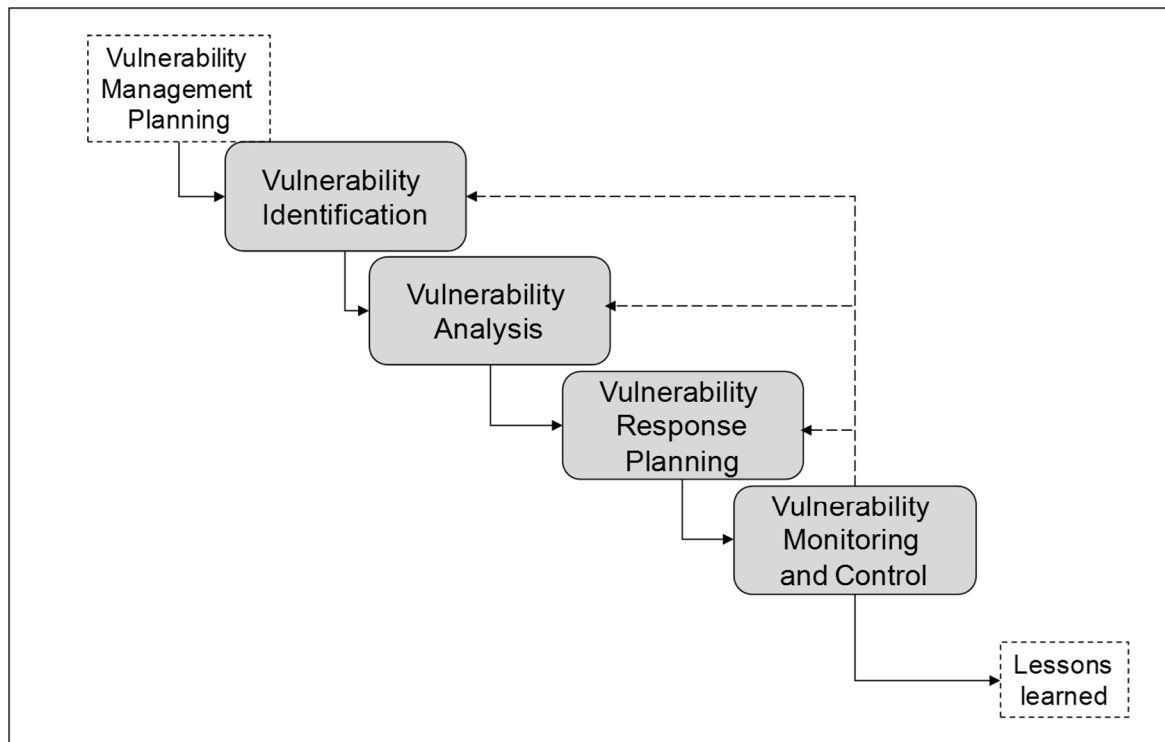 Vulnerability
Management
Planning
Vulnerability
Identification
Vulnerability
Analysis
Vulnerability
Response
Planning
Vulnerability
Monitoring
and Control
Lessons
learned